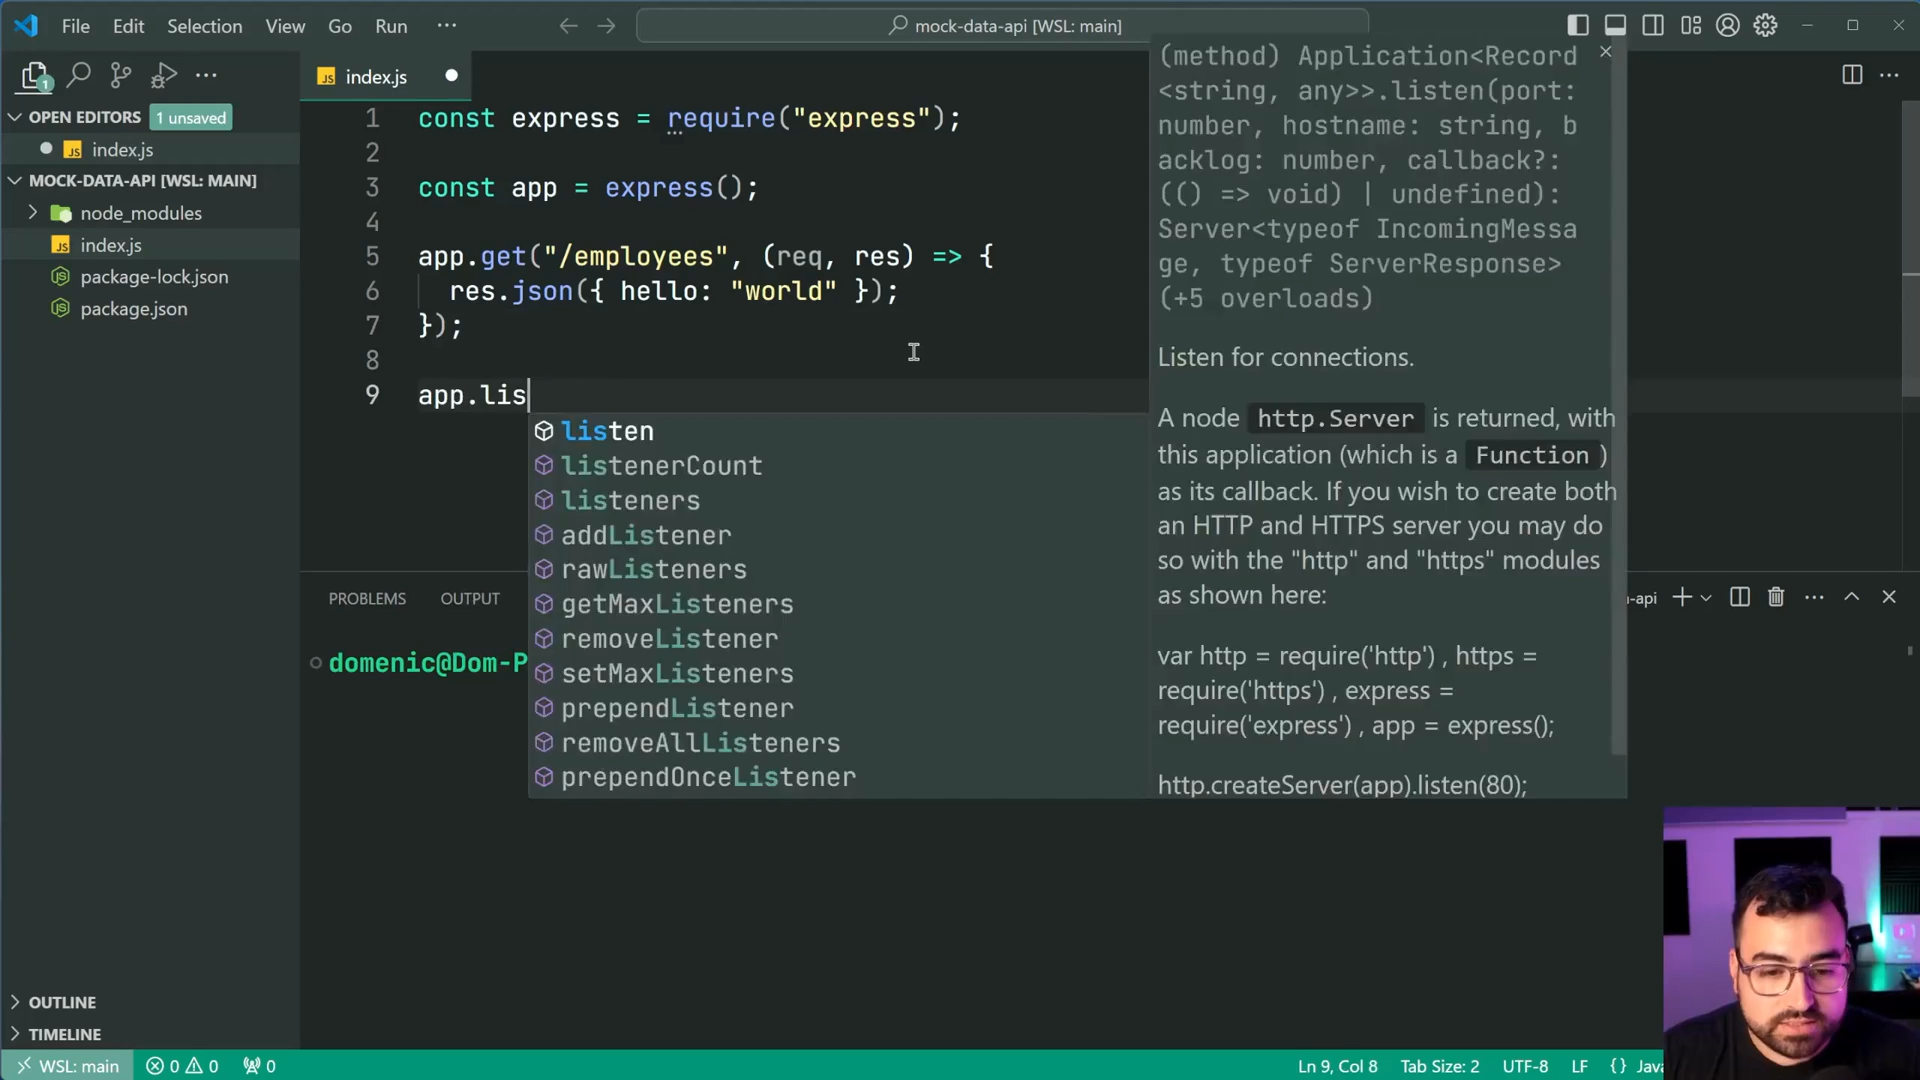 File Edit Selection View Go Run ···
mock-data-api [WSL: main]
1
OPEN EDITORS 1 unsaved
JS index.js
MOCK-DATA-API [WSL: MAIN]
node_modules
JS index.js
package-lock.json
package.json
OUTLINE
TIMELINE
JS index.js
1 const express = require("express");
2
3 const app = express();
4
5 app.get("/employees", (req, res) => {
6 res.json({ hello: "world" });
7 });
8
9 app.lis
listen
listenerCount
listeners
addListener
rawListeners
getMaxListeners
removeListener
setMaxListeners
prependListener
removeAllListeners
prependOnceListener
(method) Application<Record
<string, any>>.listen(port:
number, hostname: string, b
acklog: number, callback?:
(() => void) | undefined):
Server<typeof IncomingMessa
ge, typeof ServerResponse>
(+5 overloads)
Listen for connections.
A node http.Server is returned, with
this application (which is a Function )
as its callback. If you wish to create both
an HTTP and HTTPS server you may do
so with the "http" and "https" modules
as shown here:
var http = require('http') , https =
require('https') , express =
require('express') , app = express();
http.createServer(app).listen(80);
PROBLEMS OUTPUT
-api
domenic@Dom-P
WSL: main 0 0 0
Ln 9, Col 8 Tab Size: 2 UTF-8 LF {} Java